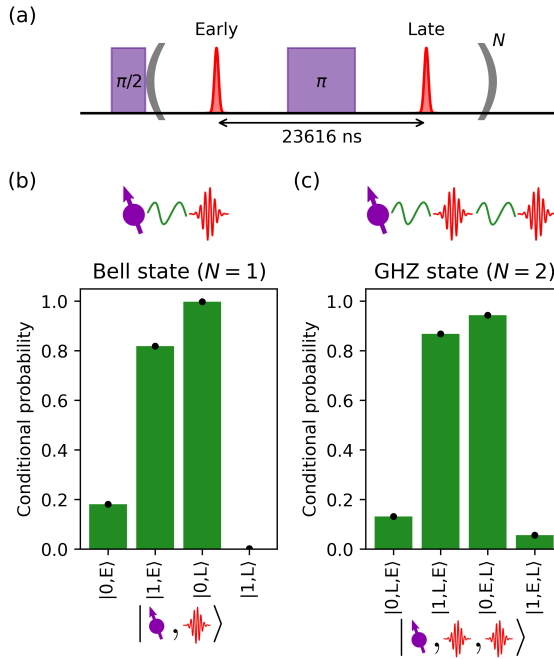 (a)
Early
Late
N
π/2
π
23616 ns
(b)
(c)
Bell state (N = 1)
GHZ state (N = 2)
Conditional probability
1.0
0.8
0.6
0.4
0.2
0.0
|0,E⟩
|1,E⟩
|0,L⟩
|1,L⟩
Conditional probability
1.0
0.8
0.6
0.4
0.2
0.0
|0,L,E⟩
|1,L,E⟩
|0,E,L⟩
|1,E,L⟩
| , ⟩
| , , ⟩